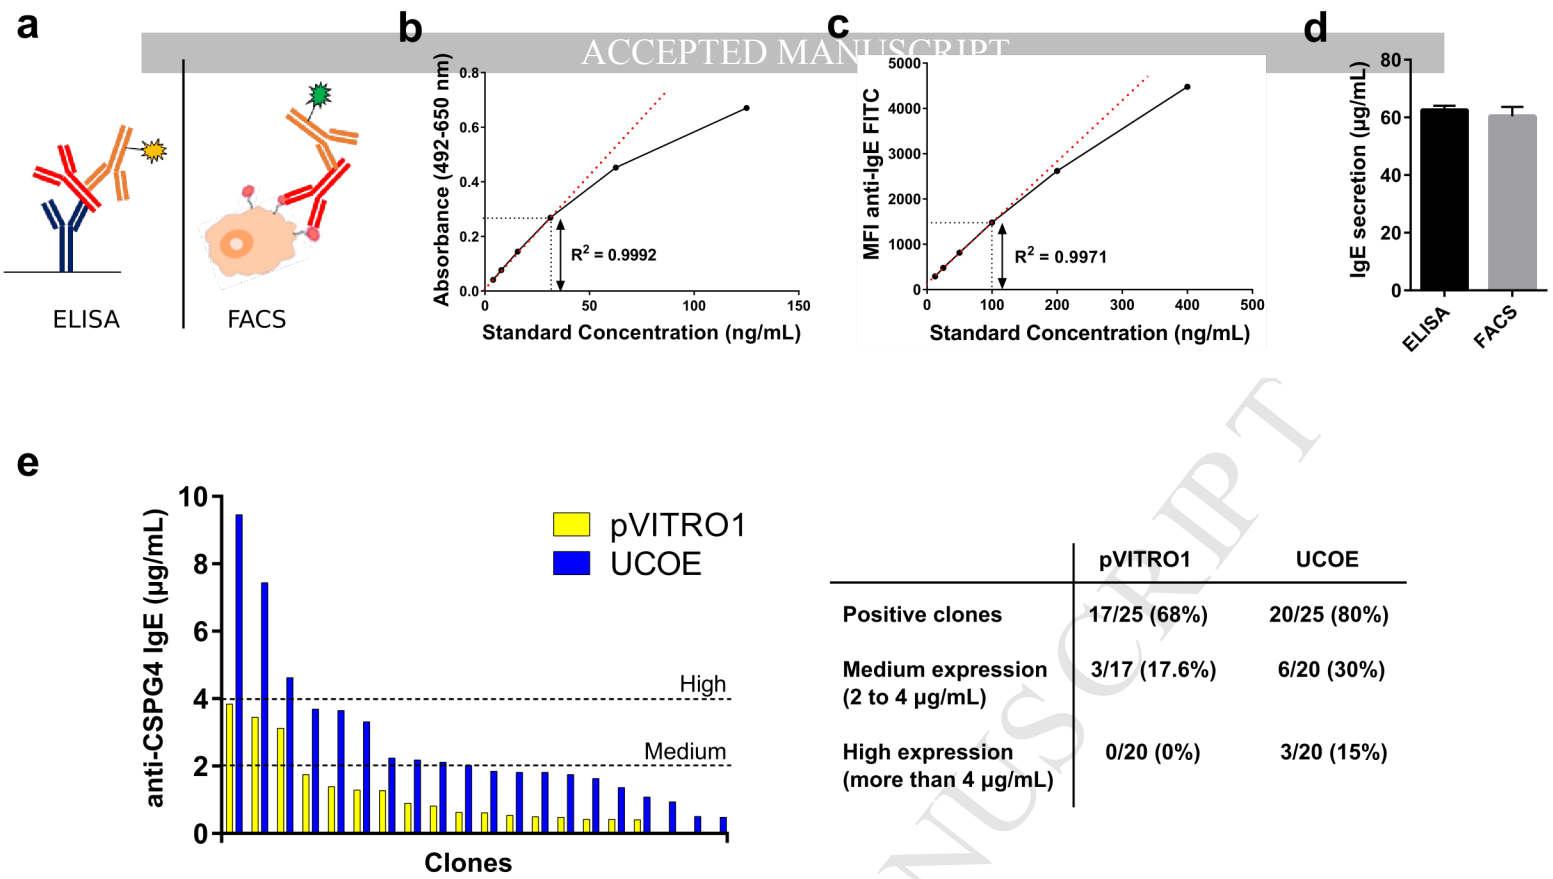 ACCEPTED MANUSCRIPT
a
ELISA
FACS
b
Absorbance (492-650 nm)
0.8
0.6
0.4
0.2
0.0
R² = 0.9992
0
50
100
150
Standard Concentration (ng/mL)
c
MFI anti-IgE FITC
5000
4000
3000
2000
1000
0
R² = 0.9971
0
100
200
300
400
500
Standard Concentration (ng/mL)
d
IgE secretion (µg/mL)
80
60
40
20
0
ELISA
FACS
e
anti-CSPG4 IgE (µg/mL)
10
8
6
4
2
0
pVITRO1
UCOE
High
Medium
Clones
pVITRO1 UCOE
Positive clones 17/25 (68%) 20/25 (80%)
Medium expression 3/17 (17.6%) 6/20 (30%)
(2 to 4 µg/mL)
High expression 0/20 (0%) 3/20 (15%)
(more than 4 µg/mL)
NUSCRIPT